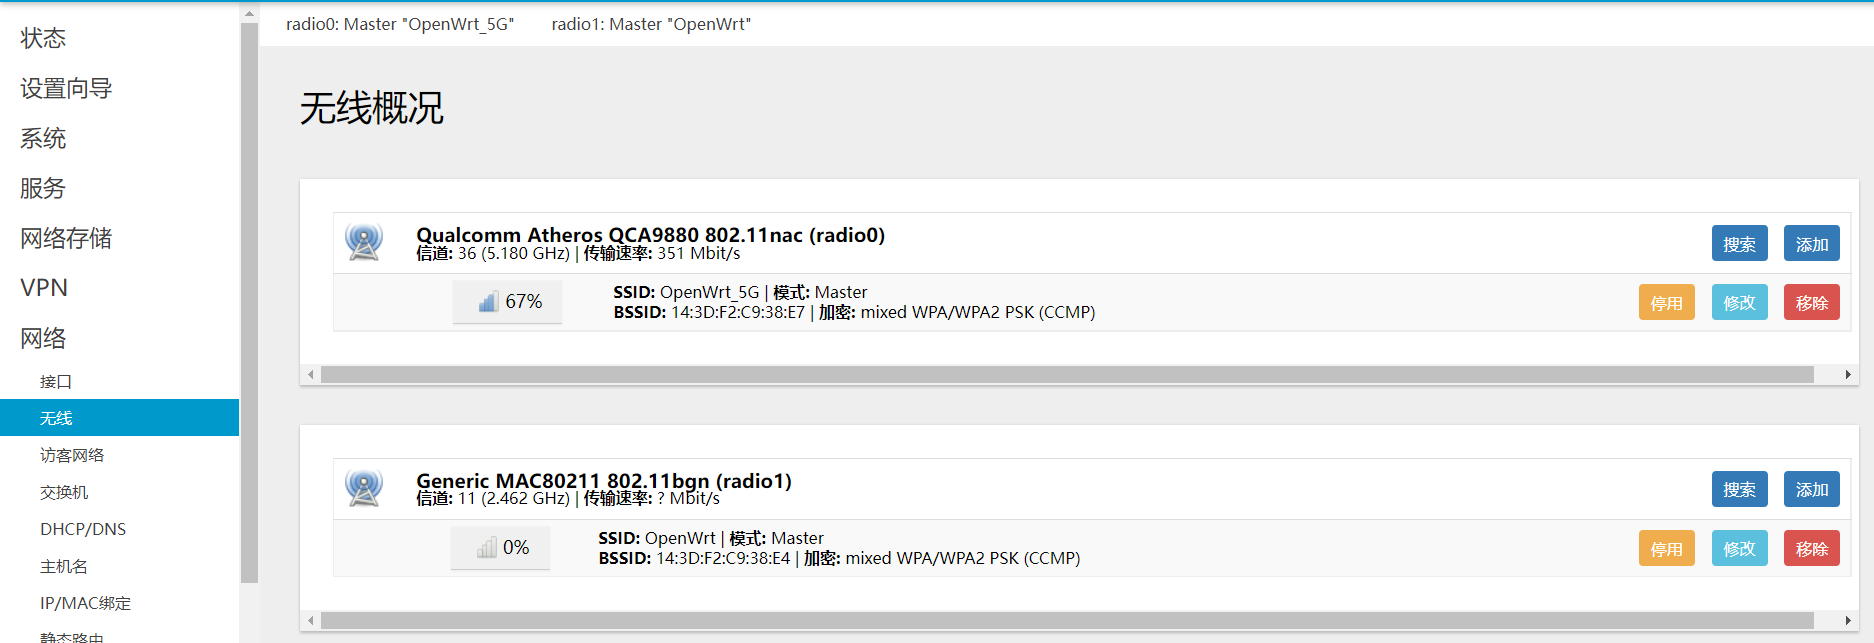 radio0: Master "OpenWrt_5G" radio1: Master "OpenWrt"
状态
设置向导
系统
服务
网络存储
VPN
网络
接口
无线
访客网络
交换机
DHCP/DNS
主机名
IP/MAC绑定
静态路由
无线概况
Qualcomm Atheros QCA9880 802.11nac (radio0)
信道: 36 (5.180 GHz) | 传输速率: 351 Mbit/s
搜索 添加
67%
SSID: OpenWrt_5G | 模式: Master
BSSID: 14:3D:F2:C9:38:E7 | 加密: mixed WPA/WPA2 PSK (CCMP)
停用 修改 移除
Generic MAC80211 802.11bgn (radio1)
信道: 11 (2.462 GHz) | 传输速率: ? Mbit/s
搜索 添加
0%
SSID: OpenWrt | 模式: Master
BSSID: 14:3D:F2:C9:38:E4 | 加密: mixed WPA/WPA2 PSK (CCMP)
停用 修改 移除